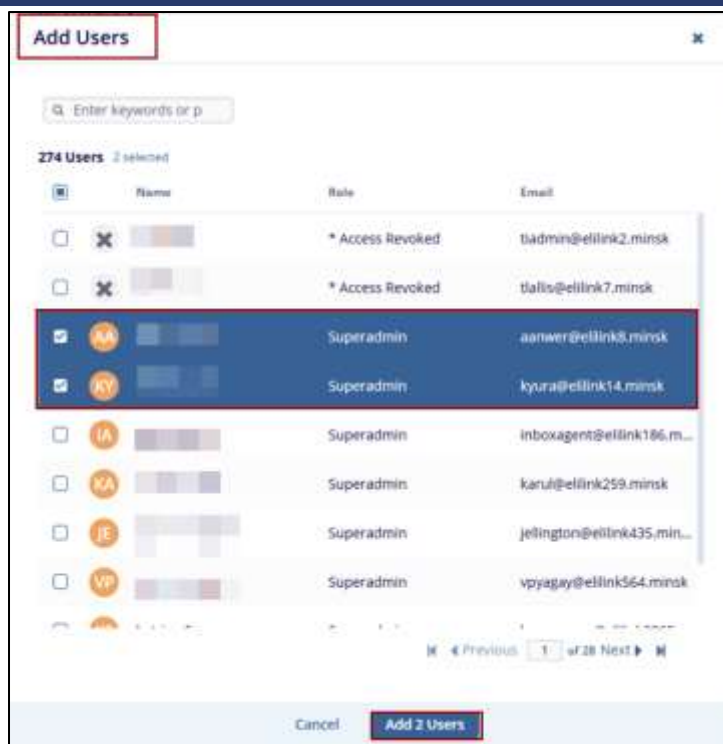 Add Users
Enter keywords or p
274 Users 2 selected
Name Role Email
* Access Revoked tiadmin@elilink2.minsk
* Access Revoked tlallis@elilink7.minsk
AA Superadmin aanwer@elilink8.minsk
KY Superadmin kyura@elilink14.minsk
IA Superadmin inboxagent@elilink186.m...
KA Superadmin karul@elilink259.minsk
JE Superadmin jellington@elilink435.min...
VP Superadmin vpyagay@elilink564.minsk
Previous 1 of 28 Next
Cancel Add 2 Users